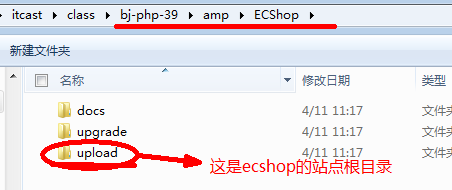 itcast ▸ class ▸ bj-php-39 ▸ amp ▸ ECShop ▸
新建文件夹
名称 修改日期 类型
docs 4/11 11:17 文件夹
upgrade 4/11 11:17 文件夹
upload 4/11 11:17 文件夹
这是ecshop的站点根目录